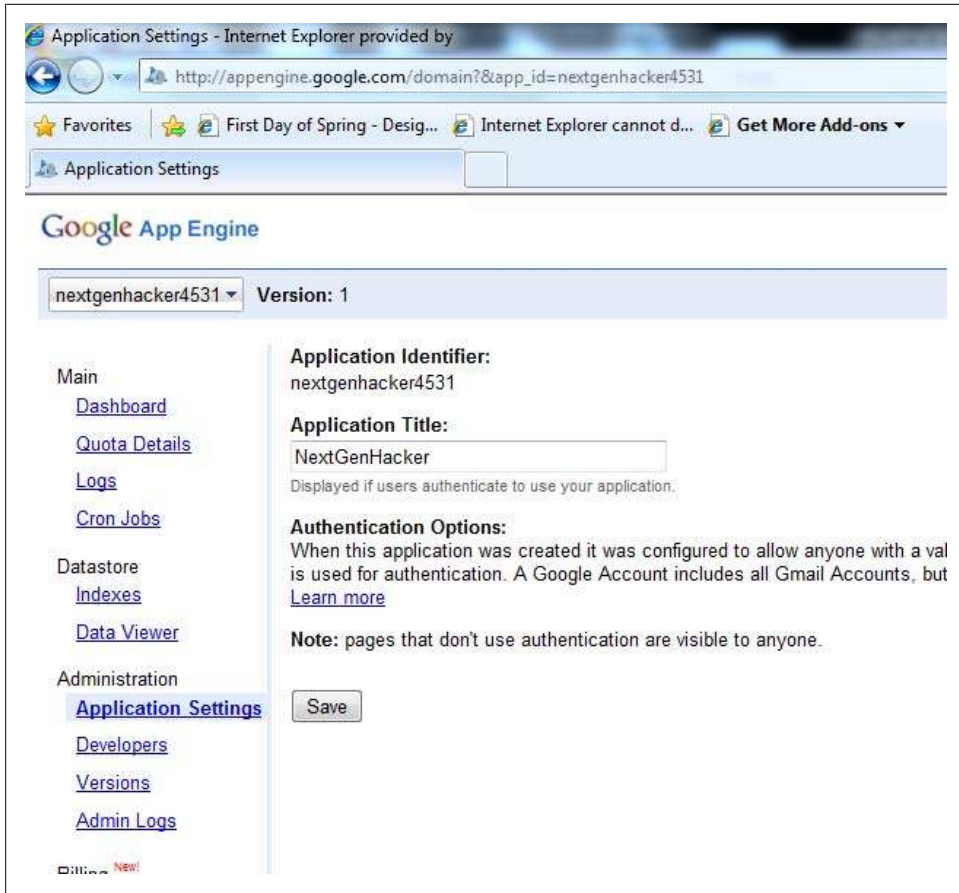 Application Settings - Internet Explorer provided by
http://appengine.google.com/domain?&app_id=nextgenhacker4531
Favorites First Day of Spring - Desig... Internet Explorer cannot d... Get More Add-ons
Application Settings
Google App Engine
nextgenhacker4531 Version: 1
Main
Dashboard
Quota Details
Logs
Cron Jobs
Datastore
Indexes
Data Viewer
Administration
Application Settings
Developers
Versions
Admin Logs
Billing New!
Application Identifier:
nextgenhacker4531
Application Title:
NextGenHacker
Displayed if users authenticate to use your application.
Authentication Options:
When this application was created it was configured to allow anyone with a val
is used for authentication. A Google Account includes all Gmail Accounts, but
Learn more
Note: pages that don't use authentication are visible to anyone.
Save